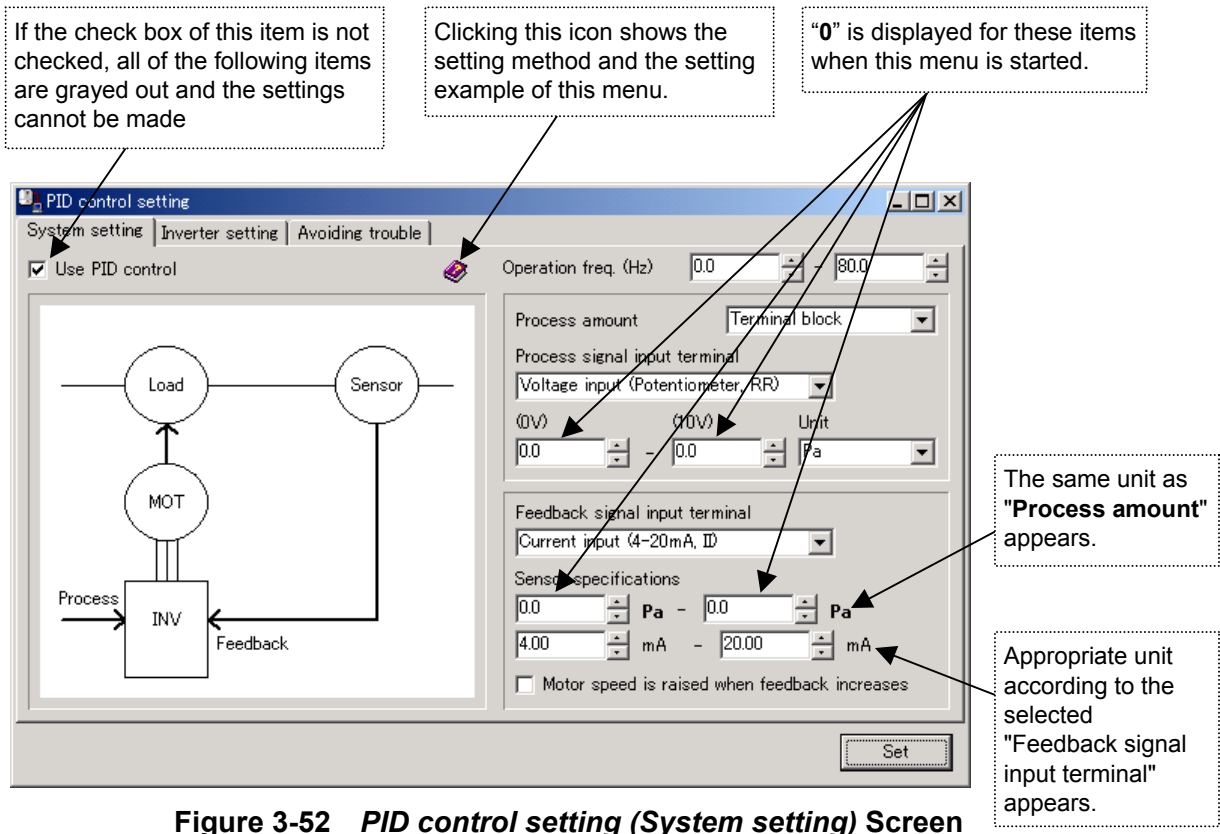 If the check box of this item is not
checked, all of the following items
are grayed out and the settings
cannot be made
Clicking this icon shows the
setting method and the setting
example of this menu.
“0” is displayed for these items
when this menu is started.
PID control setting
System setting
Inverter setting
Avoiding trouble
Use PID control
Operation freq. (Hz)
0.0 - 80.0
Process amount
Terminal block
Process signal input terminal
Voltage input (Potentiometer, RR)
(0V) (10V) Unit
0.0 - 0.0 Pa
Feedback signal input terminal
Current input (4-20mA, II)
Sensor specifications
0.0 Pa - 0.0 Pa
4.00 mA - 20.00 mA
Motor speed is raised when feedback increases
Load
Sensor
MOT
Process
INV
Feedback
Set
The same unit as
"Process amount"
appears.
Appropriate unit
according to the
selected
"Feedback signal
input terminal"
appears.
Figure 3-52 PID control setting (System setting) Screen